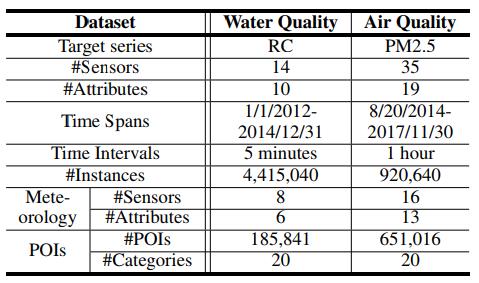 Dataset Water Quality Air Quality
Target series RC PM2.5
#Sensors 14 35
#Attributes 10 19
Time Spans 1/1/2012- 8/20/2014-
2014/12/31 2017/11/30
Time Intervals 5 minutes 1 hour
#Instances 4,415,040 920,640
Mete- #Sensors 8 16
orology #Attributes 6 13
POIs #POIs 185,841 651,016
#Categories 20 20